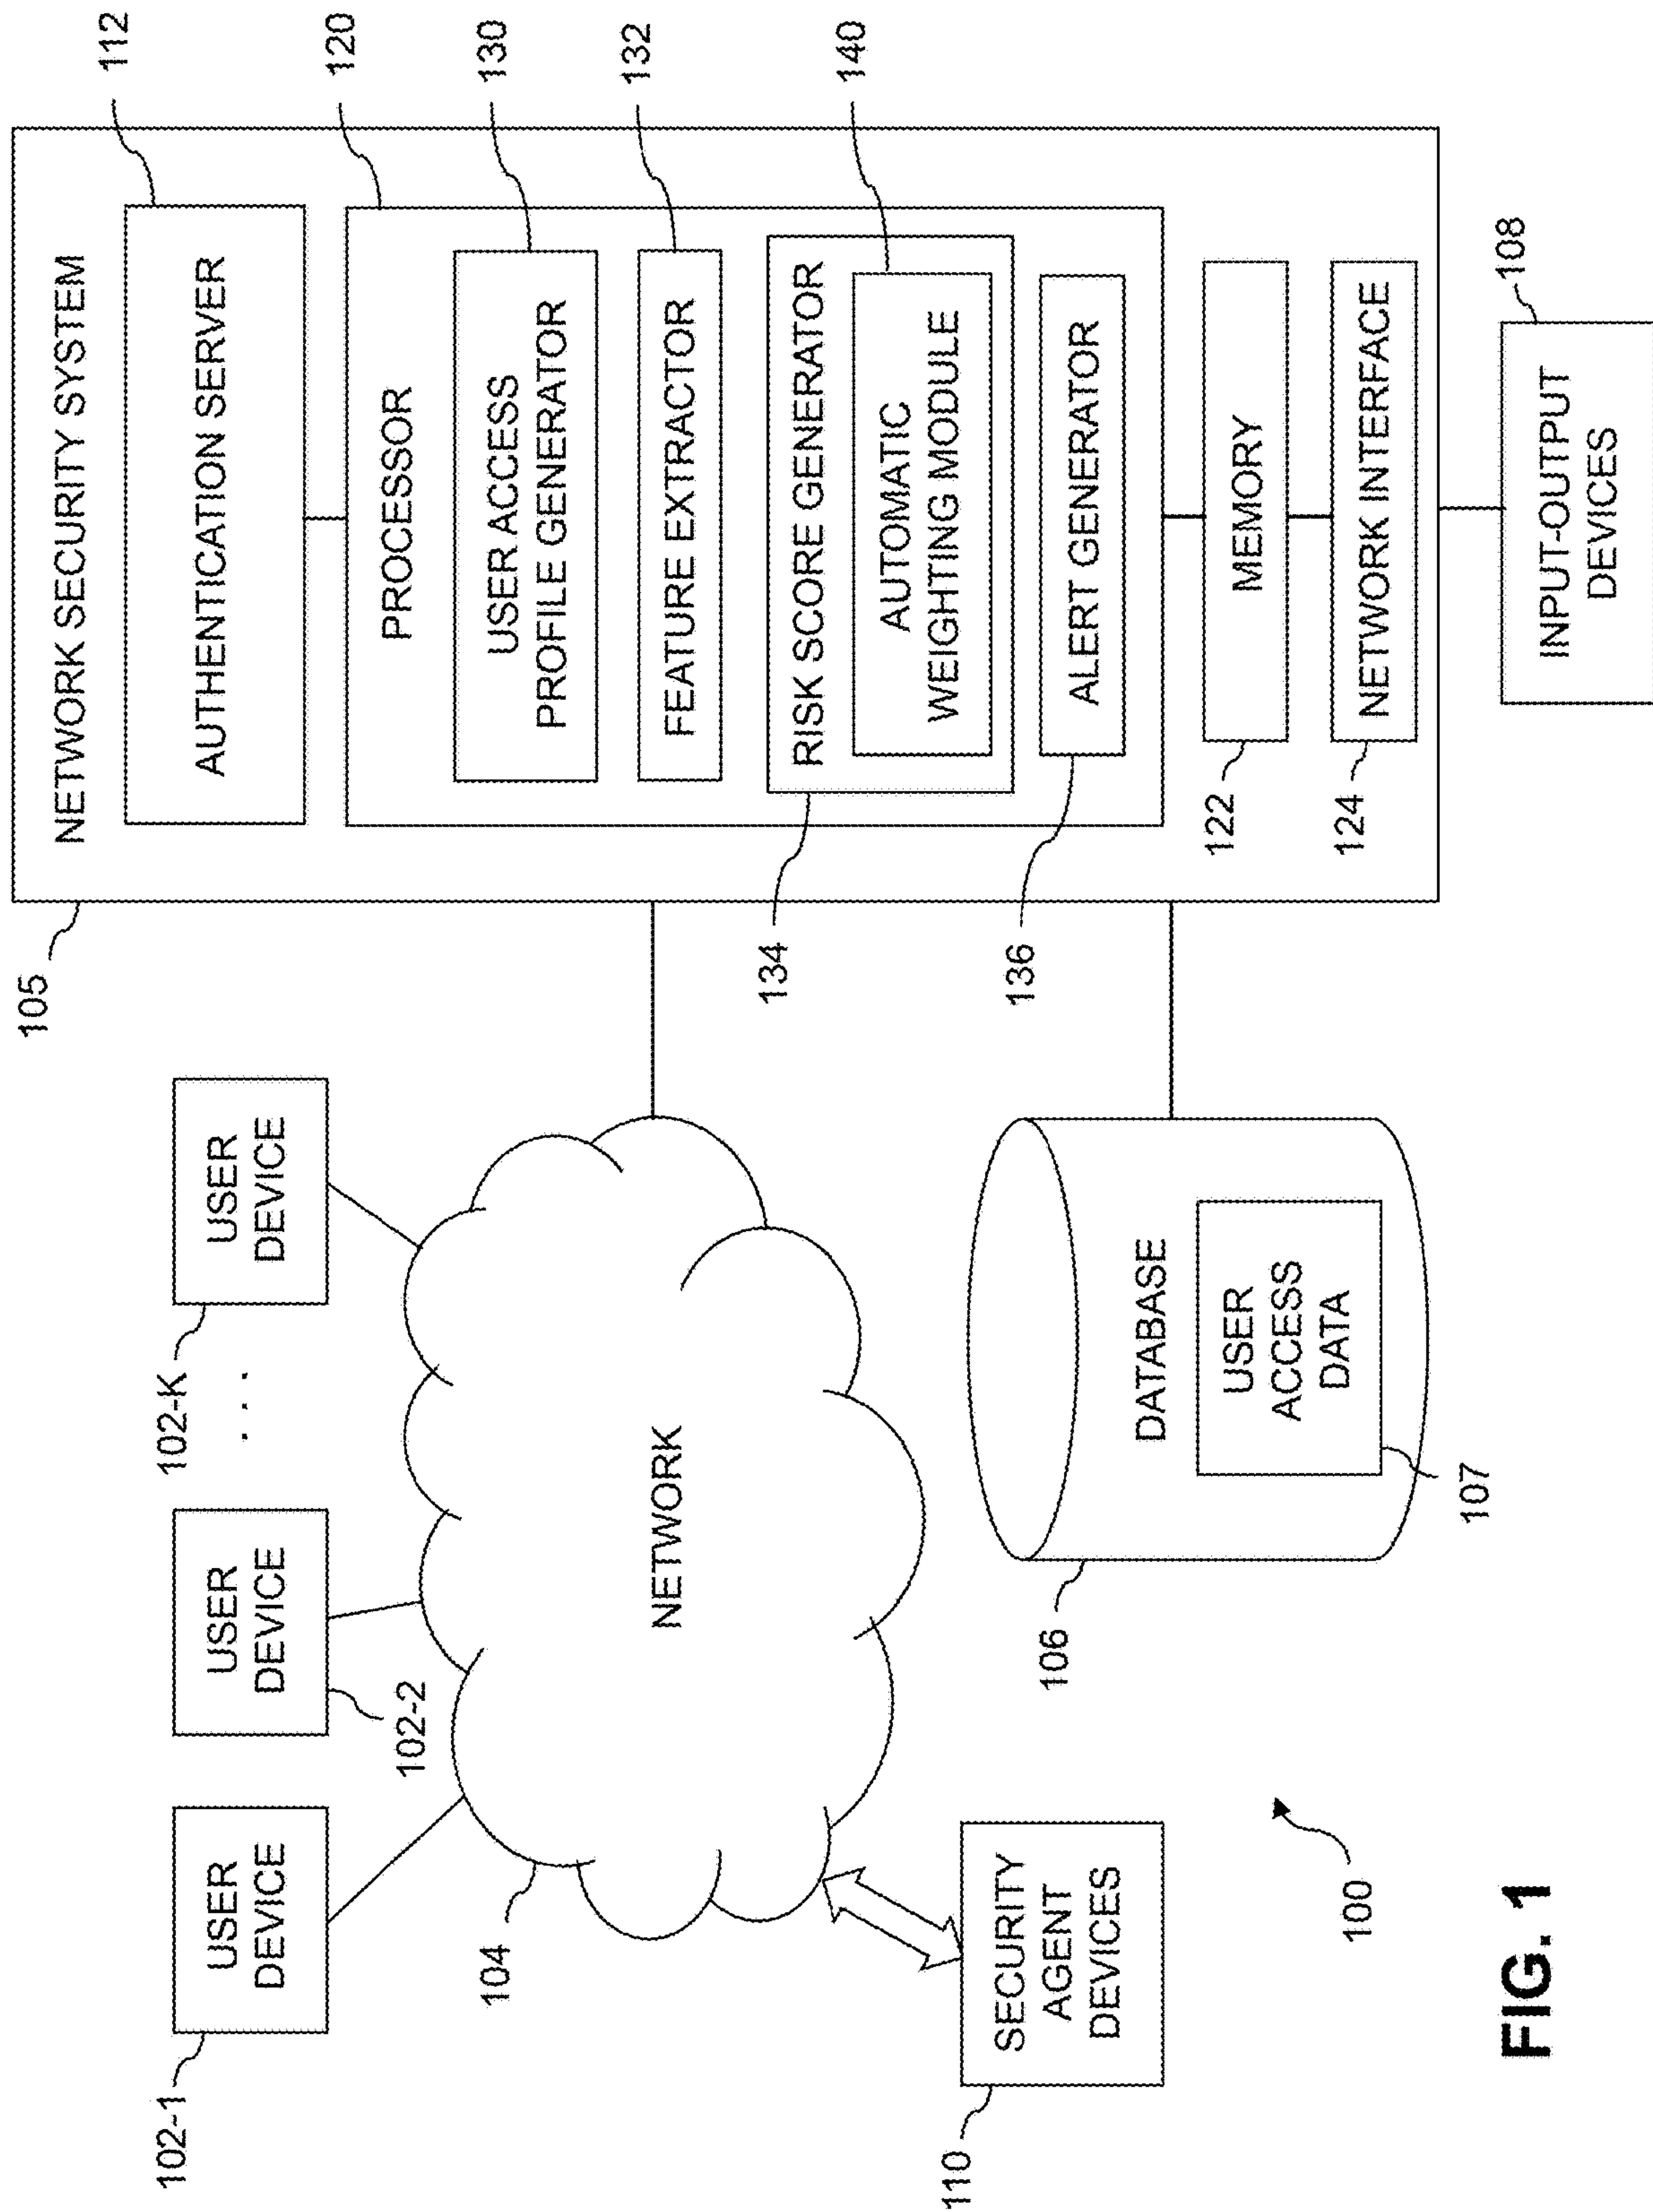 102-1
USER
DEVICE
USER
DEVICE
102-2
102-K
. . .
USER
DEVICE
104
NETWORK
110
SECURITY
AGENT
DEVICES
100
106
DATABASE
USER
ACCESS
DATA
107
105
NETWORK SECURITY SYSTEM
AUTHENTICATION SERVER
112
PROCESSOR
120
USER ACCESS
PROFILE GENERATOR
130
FEATURE EXTRACTOR
132
RISK SCORE GENERATOR
134
AUTOMATIC
WEIGHTING MODULE
140
ALERT GENERATOR
136
MEMORY
122
NETWORK INTERFACE
124
INPUT-OUTPUT
DEVICES
108
FIG. 1